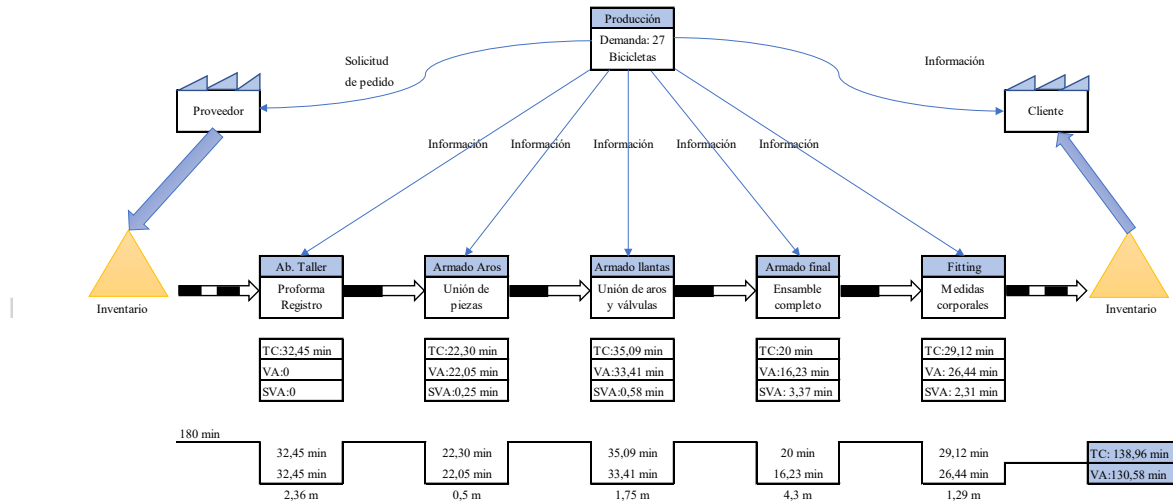 Producción
Demanda: 27
Bicicletas
Solicitud
de pedido
Información
Proveedor
Cliente
Información
Información
Información
Información
Información
Inventario
Ab. Taller
Proforma
Registro
Armado Aros
Unión de
piezas
Armado llantas
Unión de aros
y válvulas
Armado final
Ensamble
completo
Fitting
Medidas
corporales
Inventario
TC:32,45 min
VA:0
SVA:0
TC:22,30 min
VA:22,05 min
SVA:0,25 min
TC:35,09 min
VA:33,41 min
SVA:0,58 min
TC:20 min
VA:16,23 min
SVA: 3,37 min
TC:29,12 min
VA: 26,44 min
SVA: 2,31 min
180 min
32,45 min
32,45 min
2,36 m
22,30 min
22,05 min
0,5 m
35,09 min
33,41 min
1,75 m
20 min
16,23 min
4,3 m
29,12 min
26,44 min
1,29 m
TC: 138,96 min
VA:130,58 min